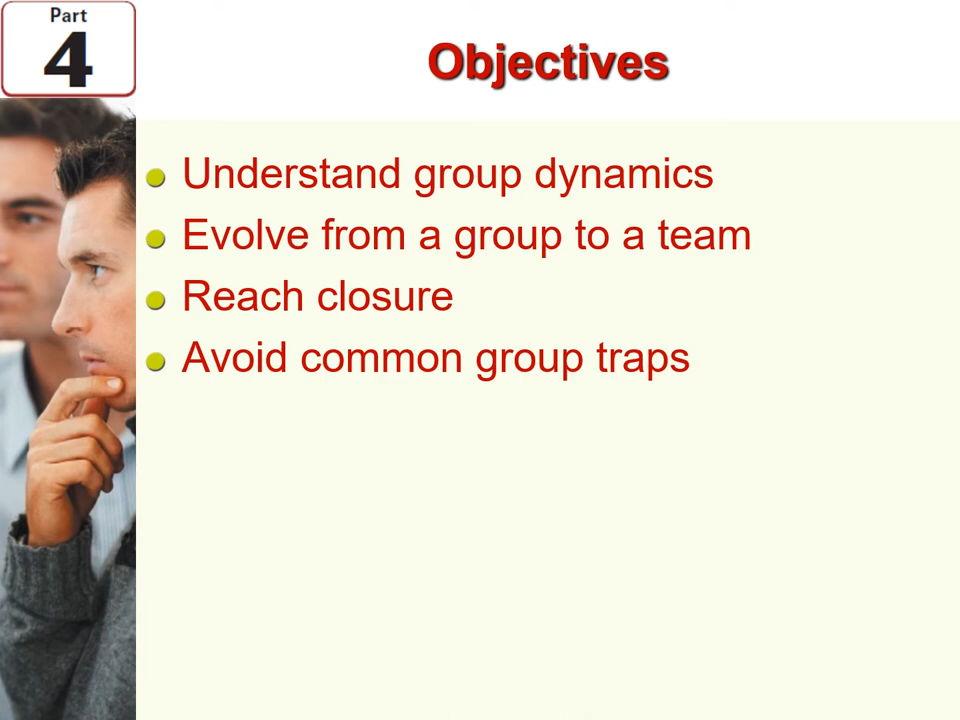 Part
4
Objectives
Understand group dynamics
Evolve from a group to a team
Reach closure
Avoid common group traps